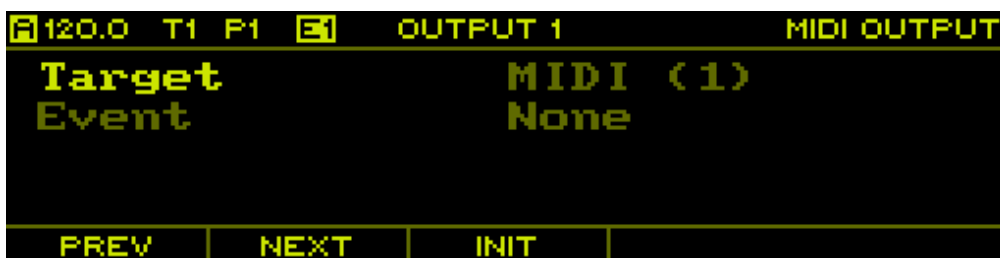 A 120.0 T1 P1 E1 OUTPUT 1 MIDI OUTPUT
Target MIDI (1)
Event None
PREV NEXT INIT